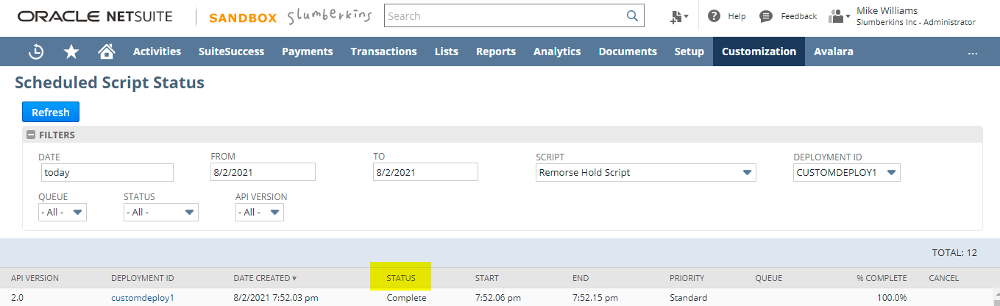 ORACLE NETSUITE SANDBOX slumberkins Search Help Feedback Mike Williams
Slumberkins Inc - Administrator
Activities SuiteSuccess Payments Transactions Lists Reports Analytics Documents Setup Customization Avalara ...
Scheduled Script Status
Refresh
FILTERS
DATE FROM TO SCRIPT DEPLOYMENT ID
today 8/2/2021 8/2/2021 Remorse Hold Script CUSTOMDEPLOY1
QUEUE STATUS API VERSION
- All - - All - - All -
TOTAL: 12
API VERSION DEPLOYMENT ID DATE CREATED STATUS START END PRIORITY QUEUE % COMPLETE CANCEL
2.0 customdeploy1 8/2/2021 7:52.03 pm Complete 7:52.06 pm 7:52.15 pm Standard 100.0%